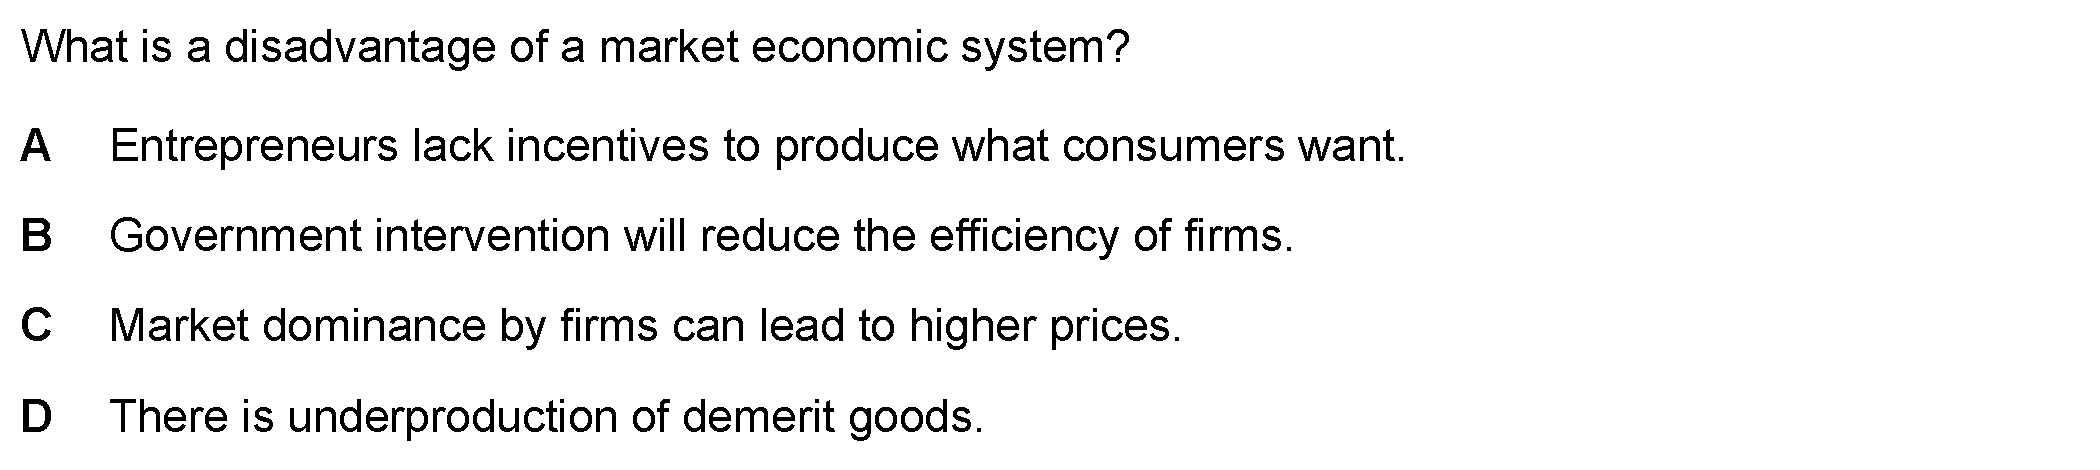 What is a disadvantage of a market economic system?
A Entrepreneurs lack incentives to produce what consumers want.
B Government intervention will reduce the efficiency of firms.
C Market dominance by firms can lead to higher prices.
D There is underproduction of demerit goods.